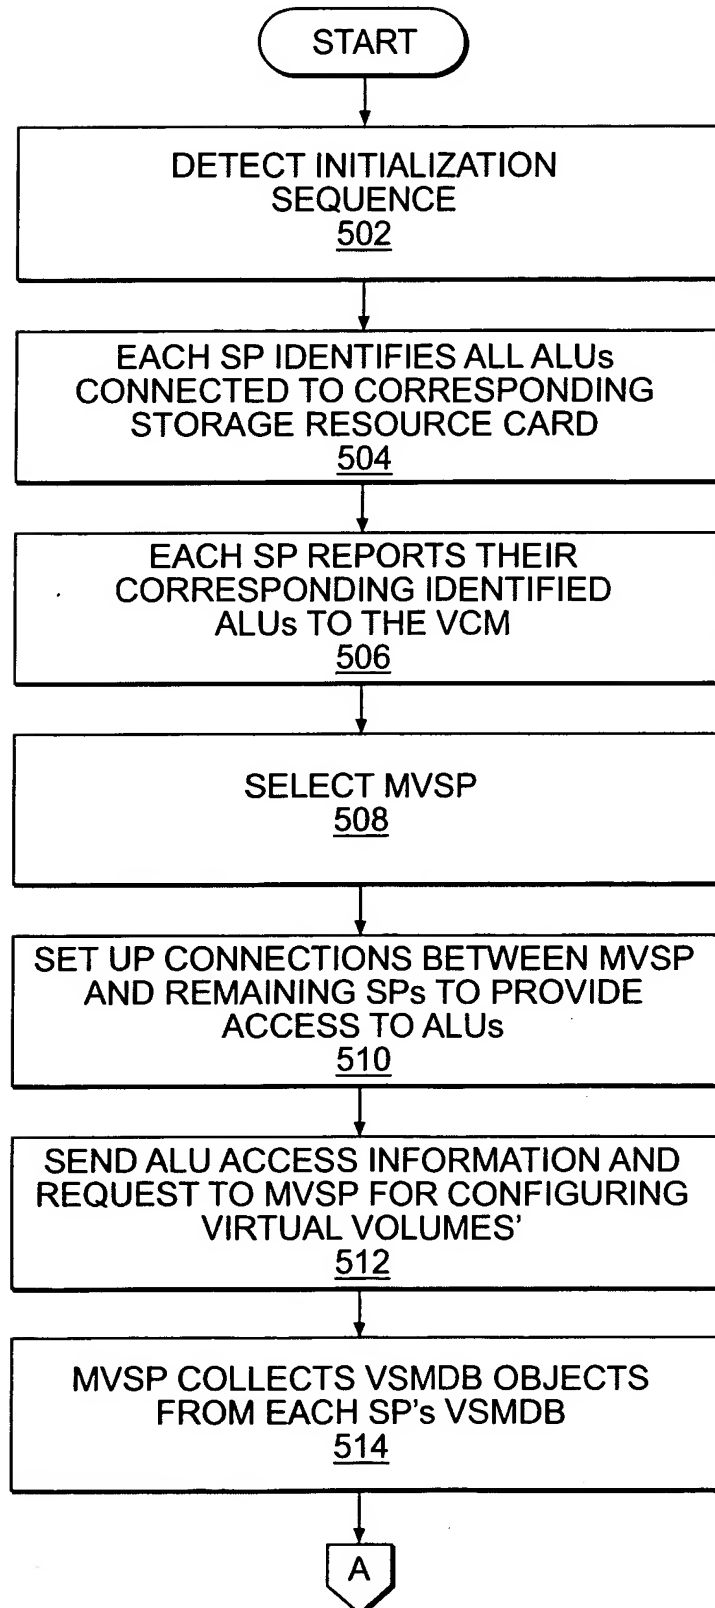 START
DETECT INITIALIZATION
SEQUENCE
502
EACH SP IDENTIFIES ALL ALUs
CONNECTED TO CORRESPONDING
STORAGE RESOURCE CARD
504
EACH SP REPORTS THEIR
CORRESPONDING IDENTIFIED
ALUs TO THE VCM
506
SELECT MVSP
508
SET UP CONNECTIONS BETWEEN MVSP
AND REMAINING SPs TO PROVIDE
ACCESS TO ALUs
510
SEND ALU ACCESS INFORMATION AND
REQUEST TO MVSP FOR CONFIGURING
VIRTUAL VOLUMES'
512
MVSP COLLECTS VSMDB OBJECTS
FROM EACH SP's VSMDB
514
A